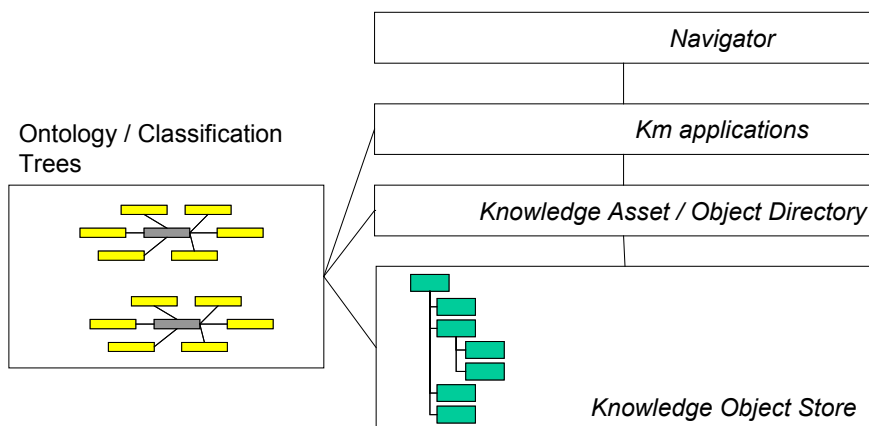 Navigator
Ontology / Classification
Trees
Km applications
Knowledge Asset / Object Directory
Knowledge Object Store